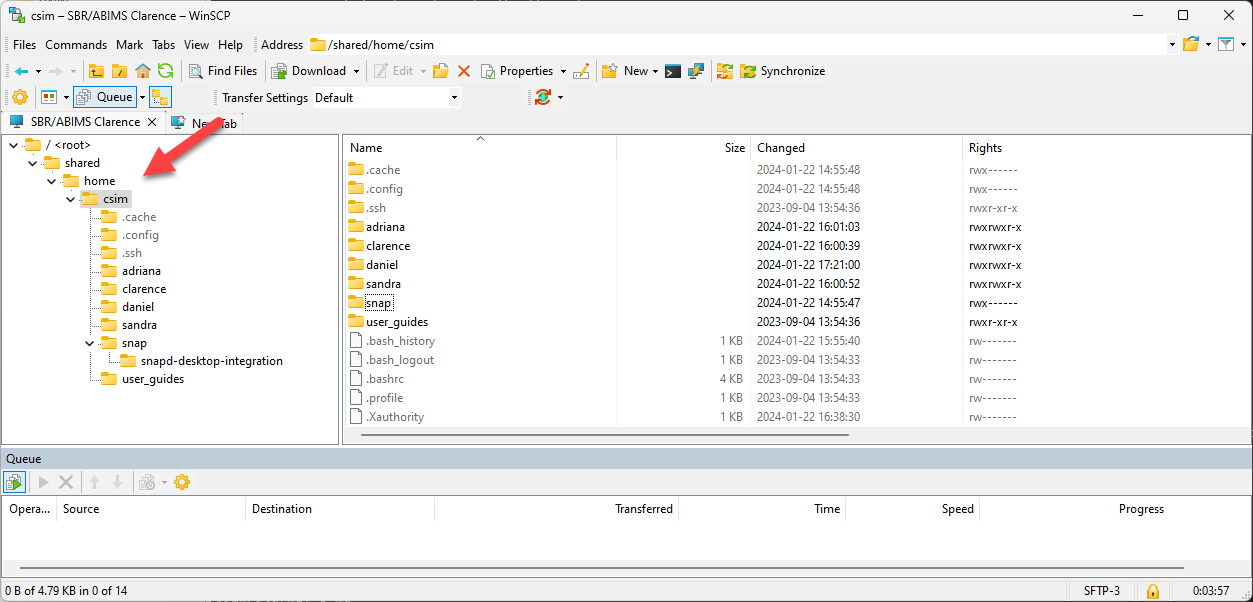 csim – SBR/ABIMS Clarence – WinSCP
Files Commands Mark Tabs View Help Address /shared/home/csim
Find Files Download Edit Properties New Synchronize
Queue Transfer Settings Default
SBR/ABIMS Clarence New Tab
/ <root>
shared
home
csim
.cache
.config
.ssh
adriana
clarence
daniel
sandra
snap
snapd-desktop-integration
user_guides
Name Size Changed Rights
.cache 2024-01-22 14:55:48 rwx------
.config 2024-01-22 14:55:48 rwx------
.ssh 2023-09-04 13:54:36 rwxr-xr-x
adriana 2024-01-22 16:01:03 rwxrwxr-x
clarence 2024-01-22 16:00:39 rwxrwxr-x
daniel 2024-01-22 17:21:00 rwxrwxr-x
sandra 2024-01-22 16:00:52 rwxrwxr-x
snap 2024-01-22 14:55:47 rwx------
user_guides 2023-09-04 13:54:36 rwxr-xr-x
.bash_history 1 KB 2024-01-22 15:55:40 rw-------
.bash_logout 1 KB 2023-09-04 13:54:33 rw-------
.bashrc 4 KB 2023-09-04 13:54:33 rw-------
.profile 1 KB 2023-09-04 13:54:33 rw-------
.Xauthority 1 KB 2024-01-22 16:38:30 rw-------
Queue
Opera... Source Destination Transferred Time Speed Progress
0 B of 4.79 KB in 0 of 14 SFTP-3 0:03:57